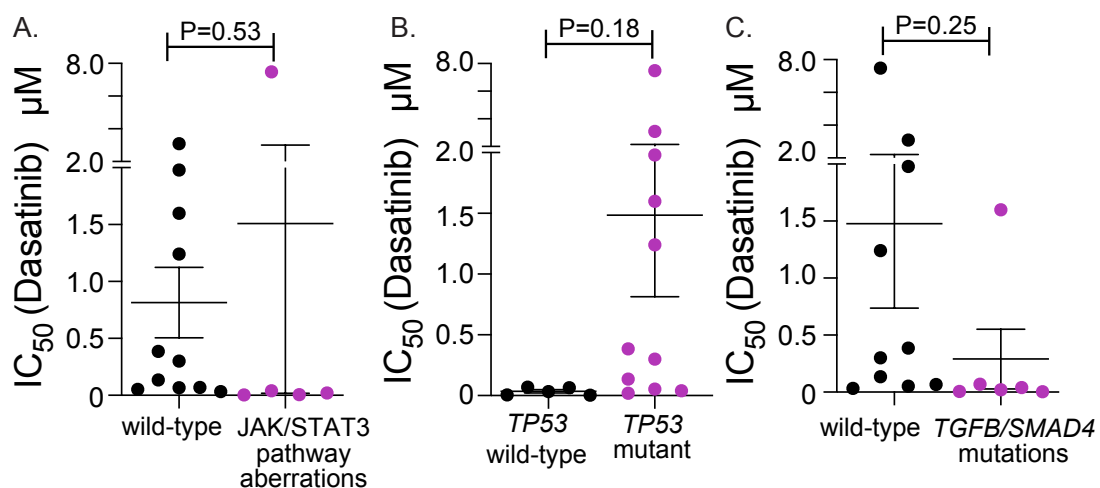 A.
P=0.53
IC50 (Dasatinib) µM
8.0
2.0
1.5
1.0
0.5
0
wild-type
JAK/STAT3
pathway
aberrations
B.
P=0.18
IC50 (Dasatinib) µM
8.0
2.0
1.5
1.0
0.5
0
TP53
wild-type
TP53
mutant
C.
P=0.25
IC50 (Dasatinib) µM
8.0
2.0
1.5
1.0
0.5
0
wild-type
TGFB/SMAD4
mutations